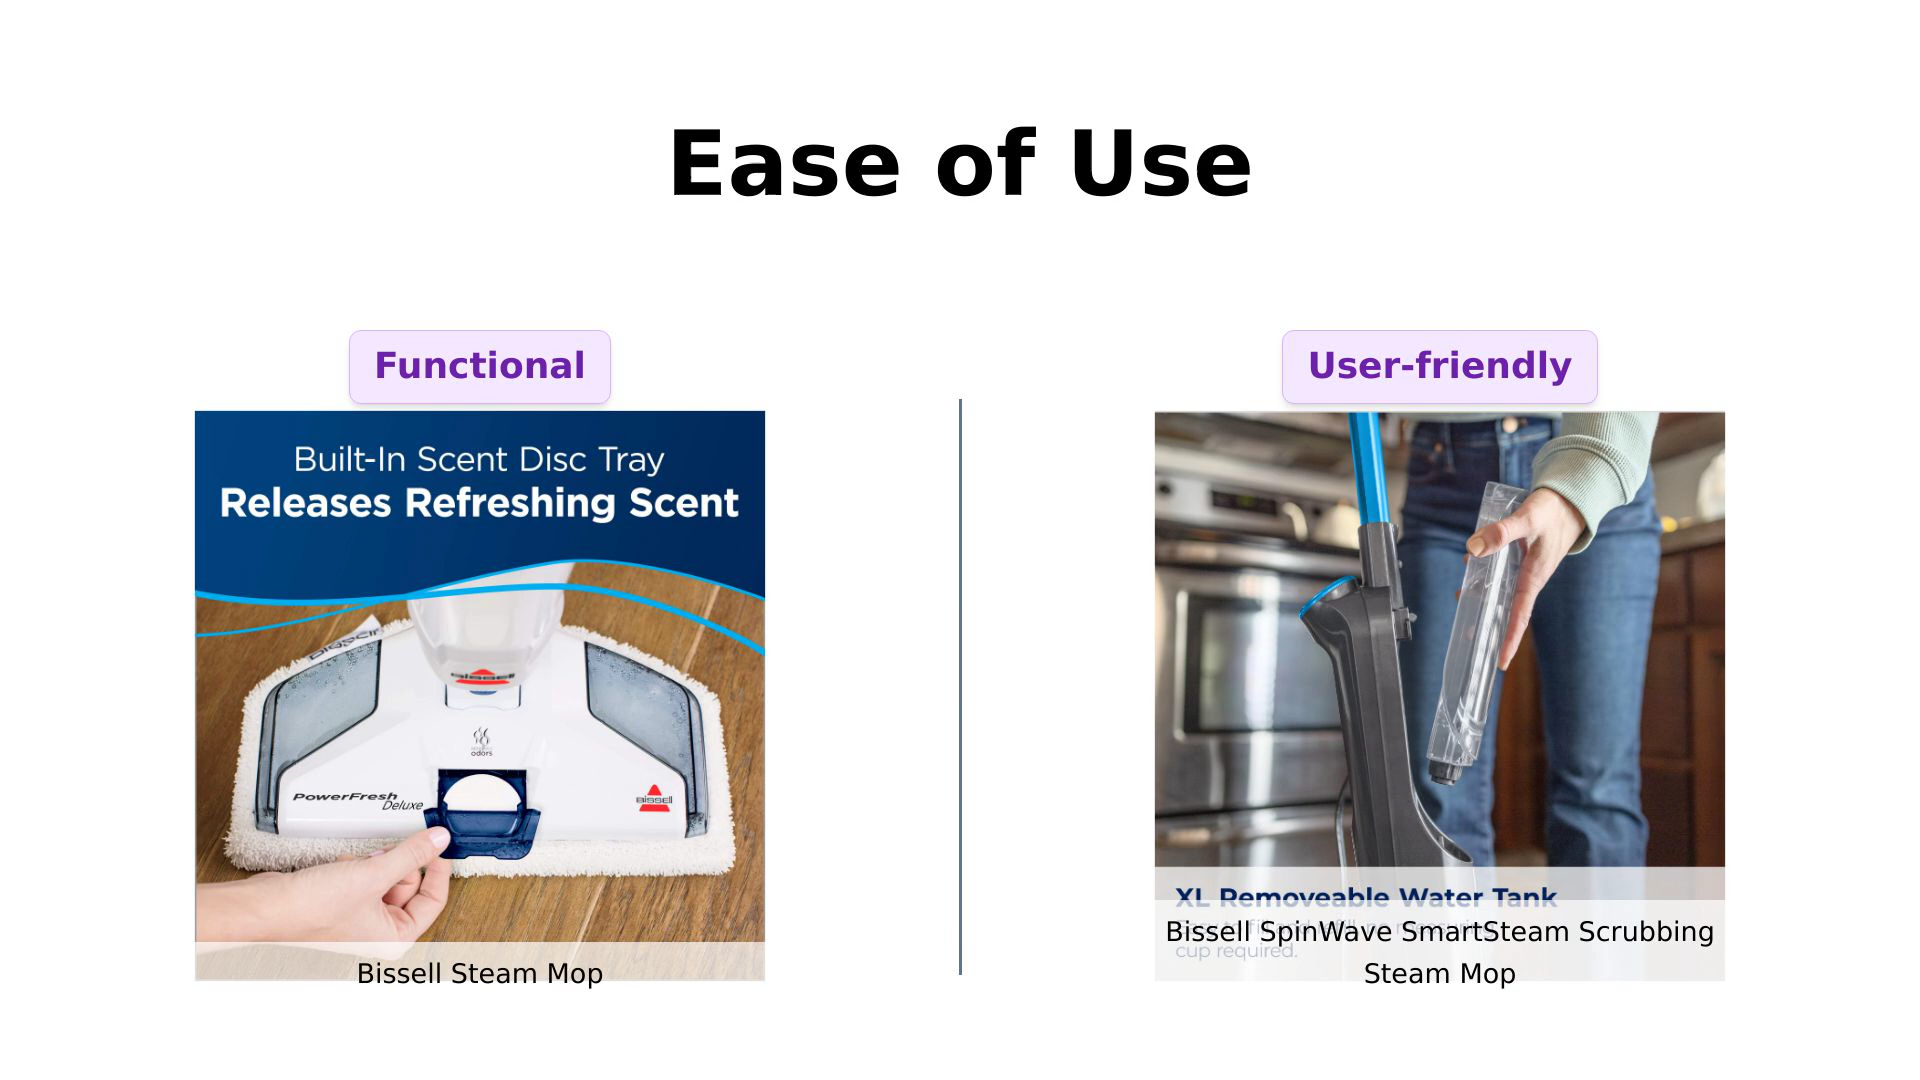 Ease of Use
Functional
User-friendly
Built-In Scent Disc Tray
Releases Refreshing Scent
bissell
odors
PowerFresh
Deluxe
bissell
Bissell Steam Mop
XL Removeable Water Tank
cup required.
Bissell SpinWave SmartSteam Scrubbing
Steam Mop